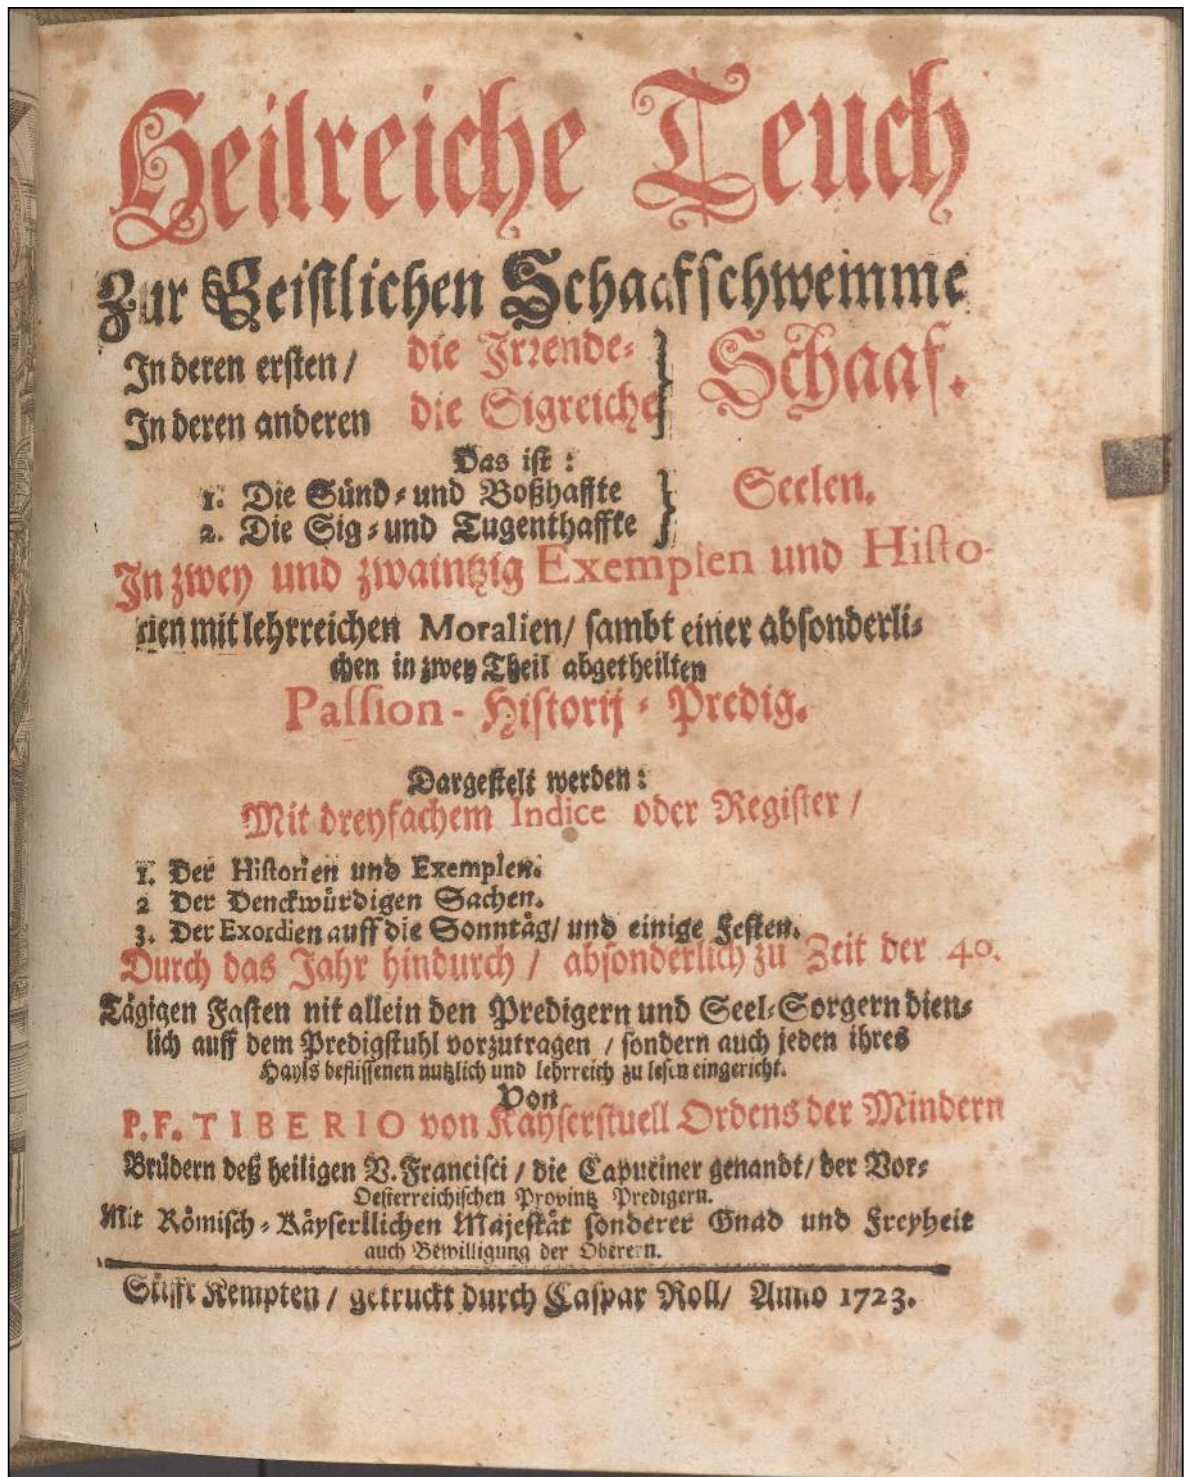 Heilreiche Teuch
Zur Geistlichen Schaafschwemme
In deren ersten / die Irrende- } Schaaf.
In deren anderen die Sigreiche
Das ist :
1. Die Sünd- und Boßhaffte } Seelen.
2. Die Sig- und Tugenthaffte
In zwey und zwaintzig Exemplen und Histo-
rien mit lehrreichen Moralien / sambt einer absonderli-
chen in zwey Theil abgetheilten
Passion - Historij - Predig.
Dargestelt werden :
Mit dreyfachem Indice oder Register /
1. Der Historien und Exemplen.
2 Der Denckwürdigen Sachen.
3. Der Exordien auff die Sonntäg / und einige Festen.
Durch das Jahr hindurch / absonderlich zu Zeit der 40.
Tägigen Fasten nit allein den Predigern und Seel-Sorgern dien-
lich auff dem Predigstuhl vorzutragen / sondern auch jeden ihres
Hayls beflissenen nutzlich und lehrreich zu lesen eingericht.
Von
P. F. TIBERIO von Kayserstuell Ordens der Mindern
Brüdern deß heiligen V. Francisci / die Capuciner genandt / der Vor-
Oesterreichischen Provintz Predigern.
Mit Römisch-Käyserllichen Majestät sonderer Gnad und Freyheit
auch Bewilligung der Oberern.
Stifft Kempten / getruckt durch Caspar Roll / Anno 1723.